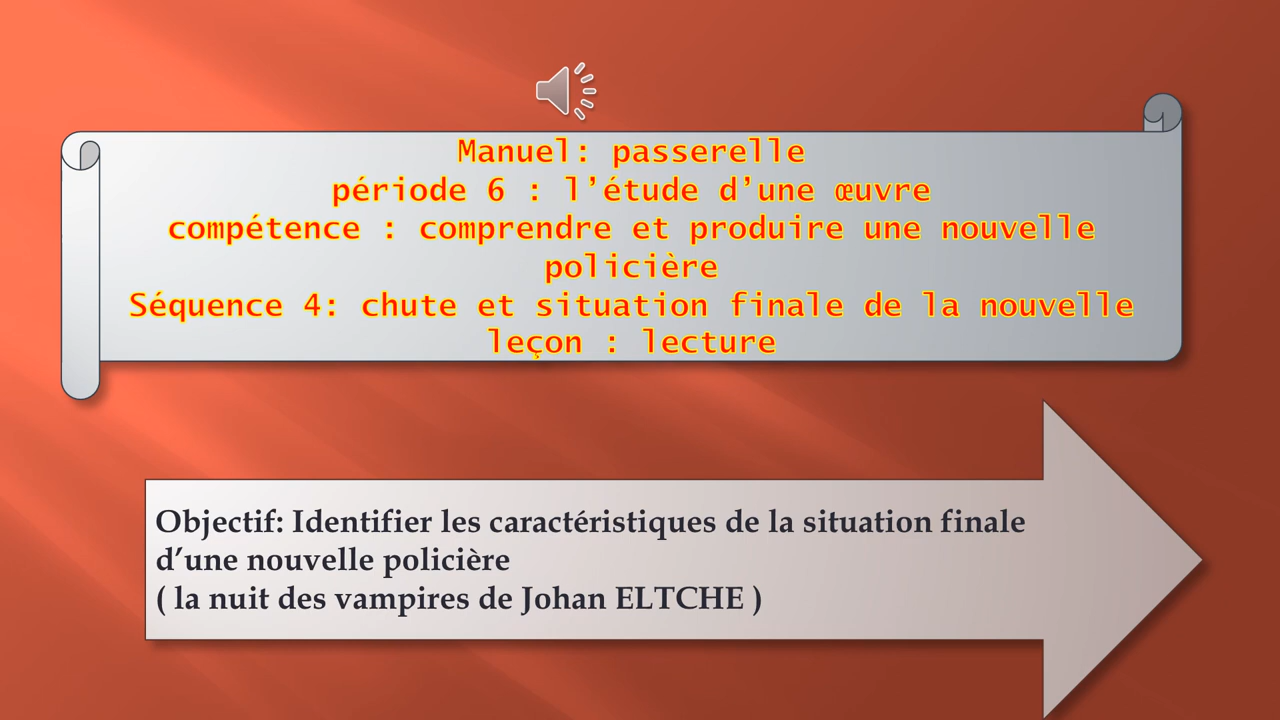 Manuel: passerelle
période 6 : l’étude d’une œuvre
compétence : comprendre et produire une nouvelle
policière
Séquence 4: chute et situation finale de la nouvelle
leçon : lecture
Objectif: Identifier les caractéristiques de la situation finale
d’une nouvelle policière
( la nuit des vampires de Johan ELTCHE )